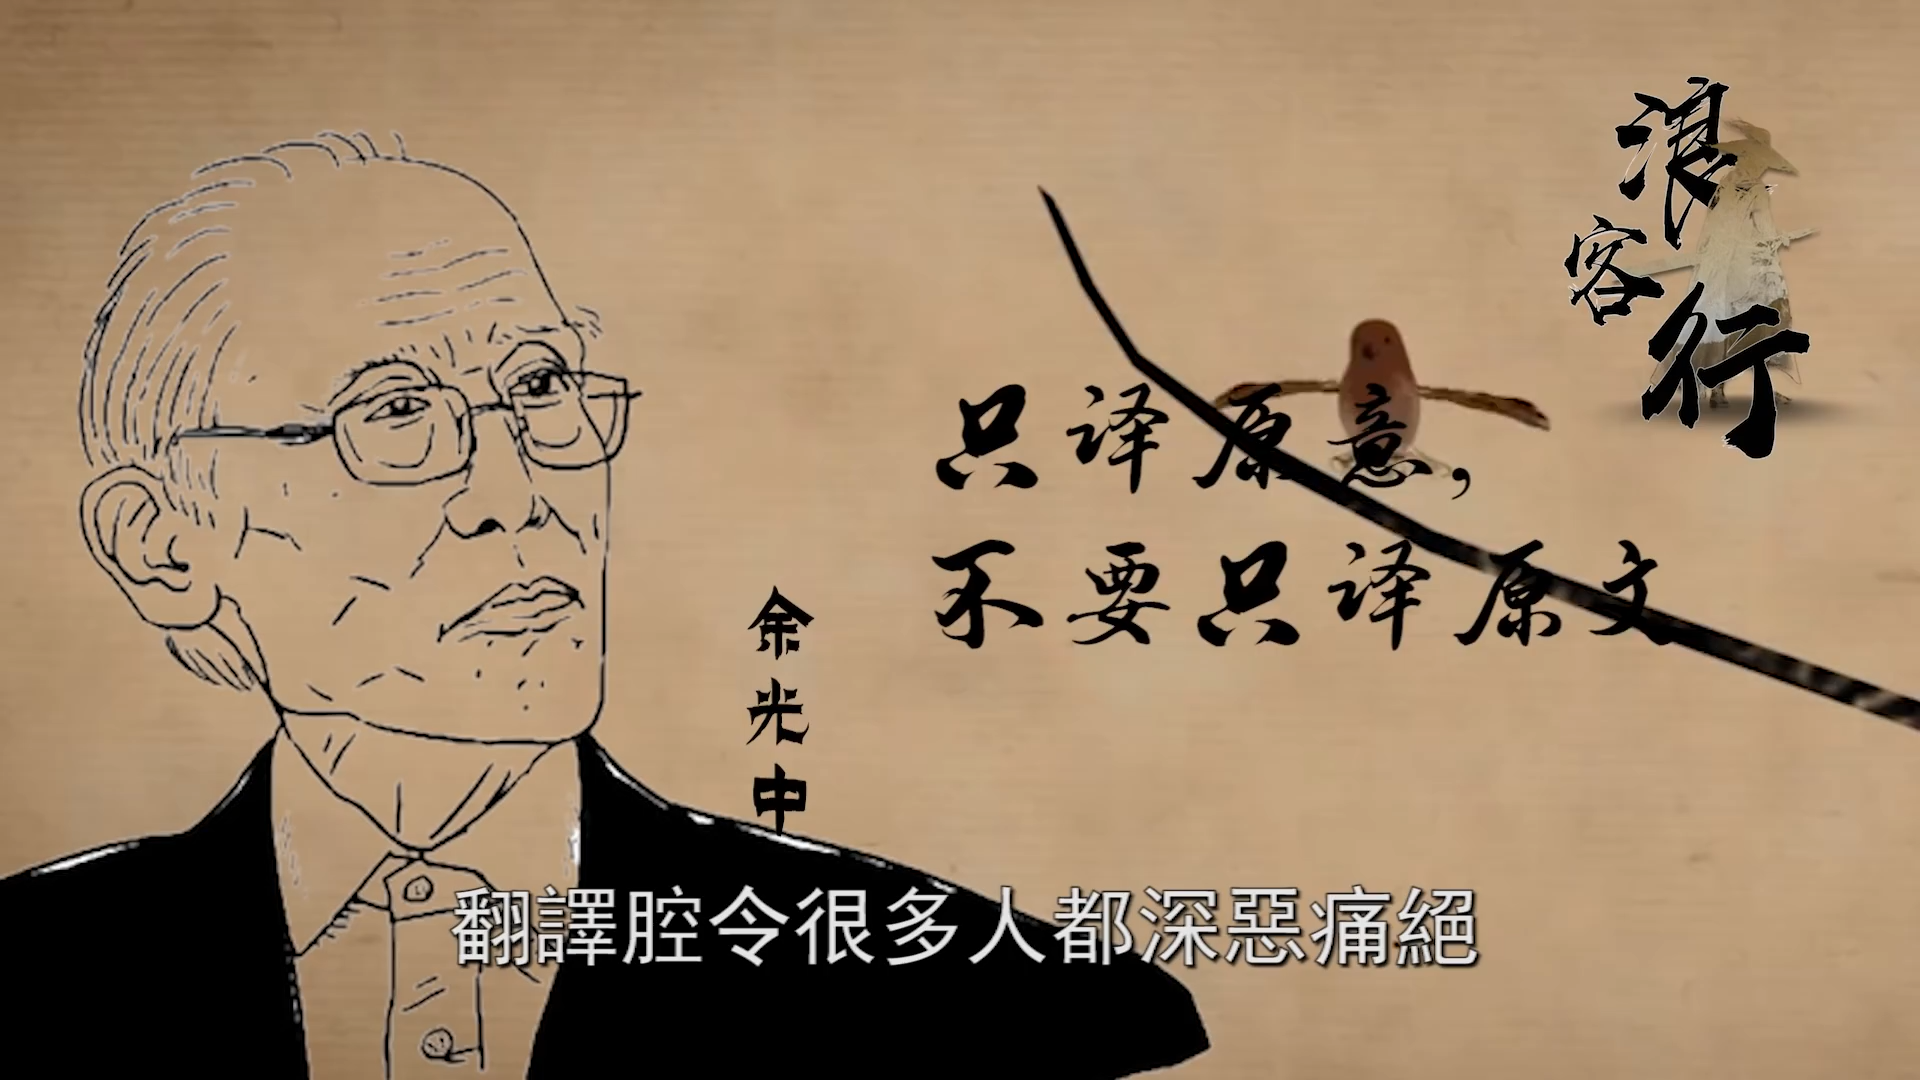 浪客行
只译原意,
不要只译原文
余光中
翻譯腔令很多人都深惡痛絕